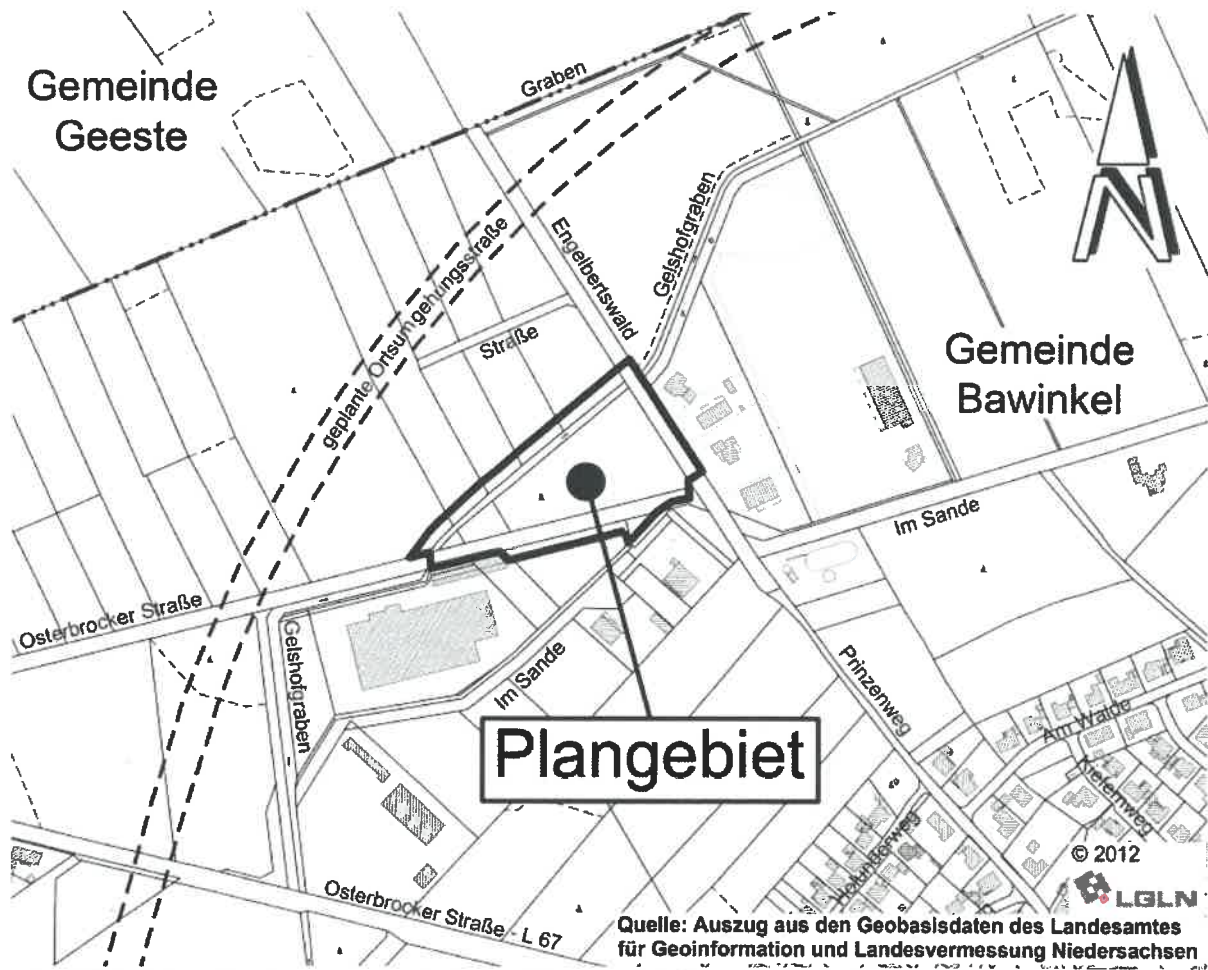 Gemeinde
Geeste
Graben
geplante Ortsumgehungsstraße
Engelbertswald
Gelshofgraben
Straße
Gemeinde
Bawinkel
Im Sande
Osterbrocker Straße
Gelshofgraben
Im Sande
Prinzenweg
Plangebiet
Am Walde
Kiefernweg
Holunderweg
Osterbrocker Straße - L 67
© 2012
LGLN
Quelle: Auszug aus den Geobasisdaten des Landesamtes
für Geoinformation und Landesvermessung Niedersachsen
N